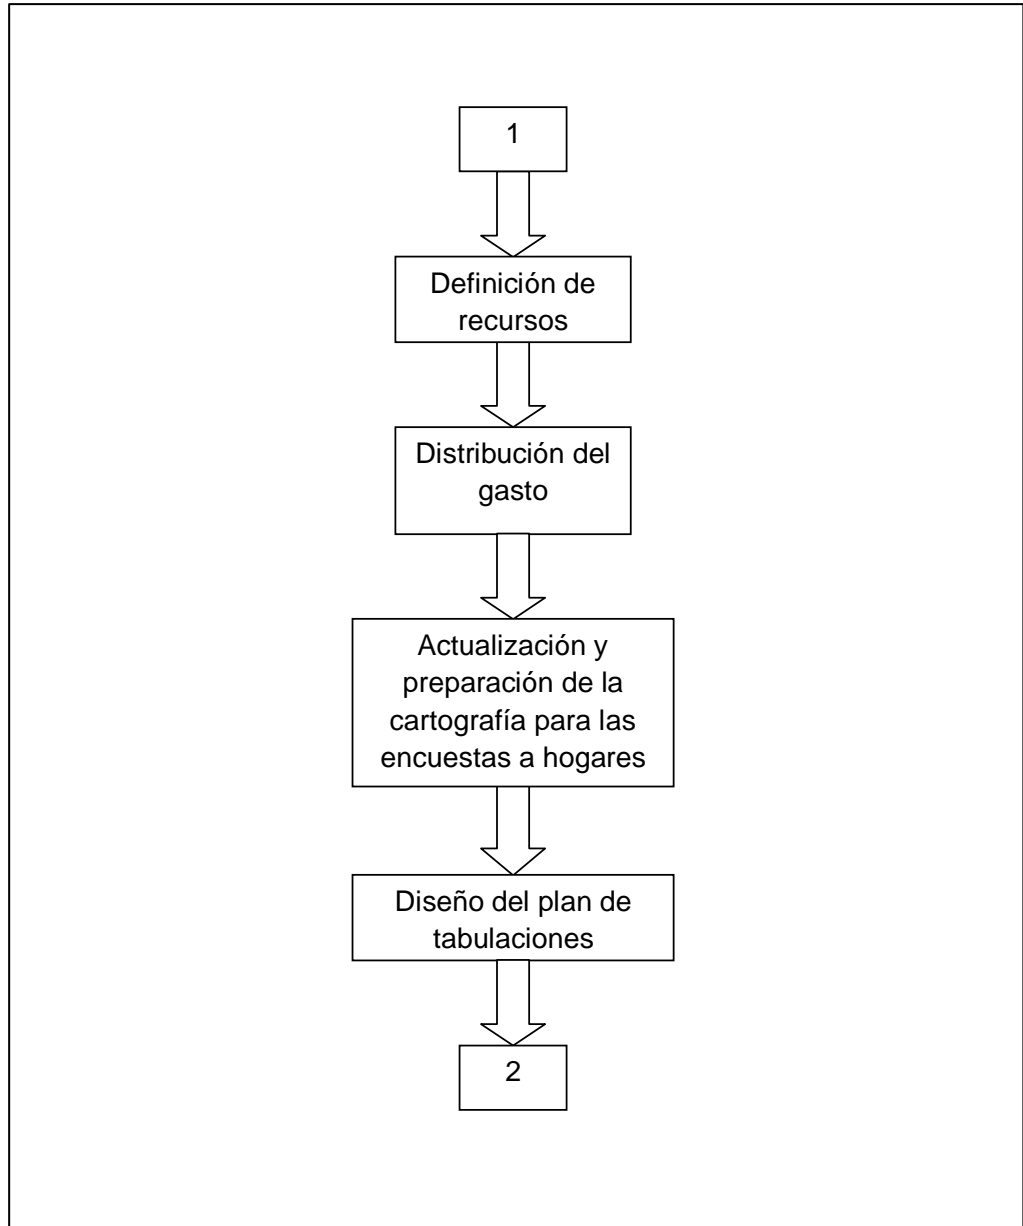 1
Definición de
recursos
Distribución del
gasto
Actualización y
preparación de la
cartografía para las
encuestas a hogares
Diseño del plan de
tabulaciones
2